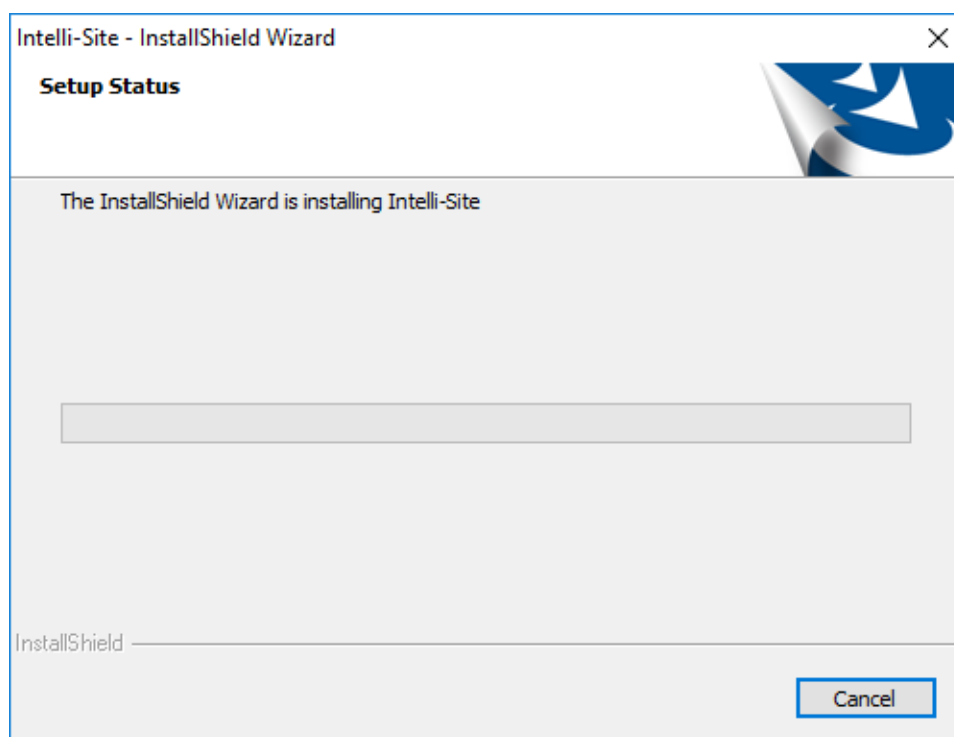 Intelli-Site - InstallShield Wizard
Setup Status
The InstallShield Wizard is installing Intelli-Site
InstallShield
Cancel